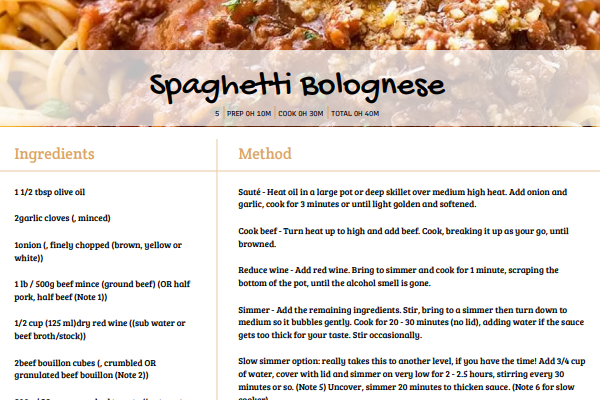 Spaghetti Bolognese
5 PREP 0H 10M COOK 0H 30M TOTAL 0H 40M
Ingredients
1 1/2 tbsp olive oil
2garlic cloves (, minced)
1onion (, finely chopped (brown, yellow or
white))
1 lb / 500g beef mince (ground beef) (OR half
pork, half beef (Note 1))
1/2 cup (125 ml)dry red wine ((sub water or
beef broth/stock))
2beef bouillon cubes (, crumbled OR
granulated beef bouillon (Note 2))
Method
Sauté - Heat oil in a large pot or deep skillet over medium high heat. Add onion and
garlic, cook for 3 minutes or until light golden and softened.
Cook beef - Turn heat up to high and add beef. Cook, breaking it up as your go, until
browned.
Reduce wine - Add red wine. Bring to simmer and cook for 1 minute, scraping the
bottom of the pot, until the alcohol smell is gone.
Simmer - Add the remaining ingredients. Stir, bring to a simmer then turn down to
medium so it bubbles gently. Cook for 20 - 30 minutes (no lid), adding water if the sauce
gets too thick for your taste. Stir occasionally.
Slow simmer option: really takes this to another level, if you have the time! Add 3/4 cup
of water, cover with lid and simmer on very low for 2 - 2.5 hours, stirring every 30
minutes or so. (Note 5) Uncover, simmer 20 minutes to thicken sauce. (Note 6 for slow
cooker)